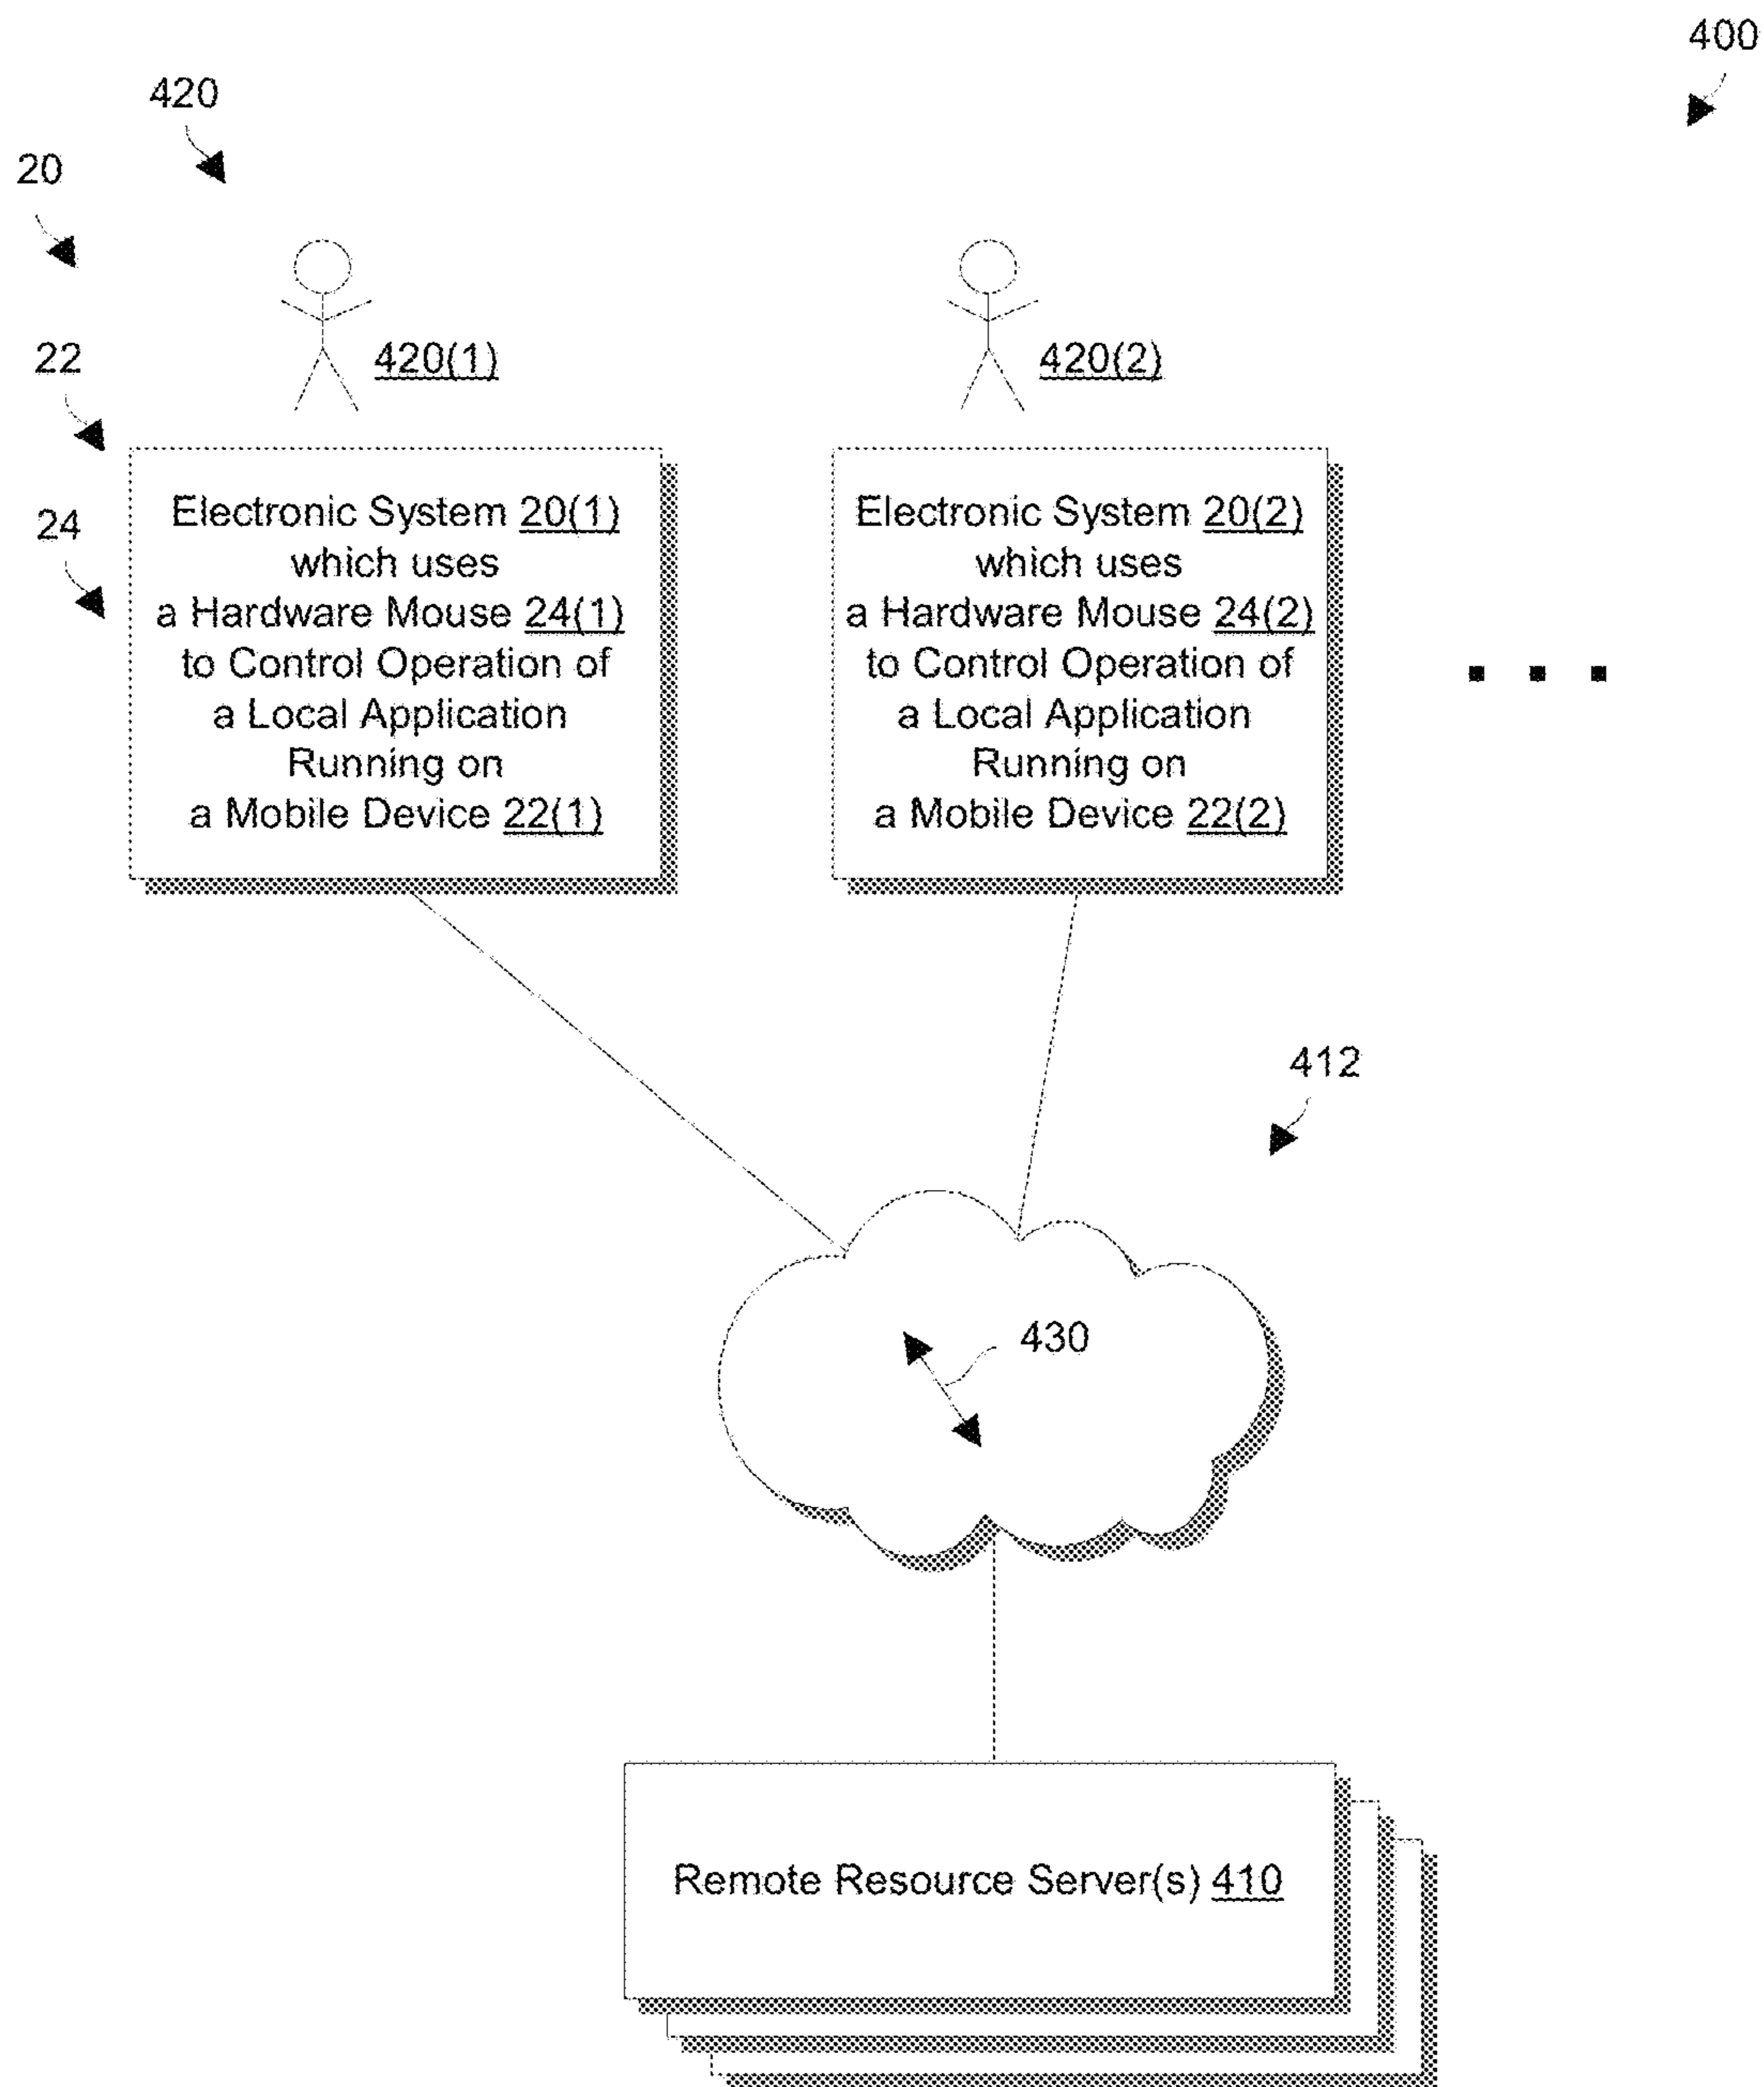 400
420
20
22
420(1)
420(2)
24
Electronic System 20(1)
which uses
a Hardware Mouse 24(1)
to Control Operation of
a Local Application
Running on
a Mobile Device 22(1)
Electronic System 20(2)
which uses
a Hardware Mouse 24(2)
to Control Operation of
a Local Application
Running on
a Mobile Device 22(2)
. . .
412
430
Remote Resource Server(s) 410